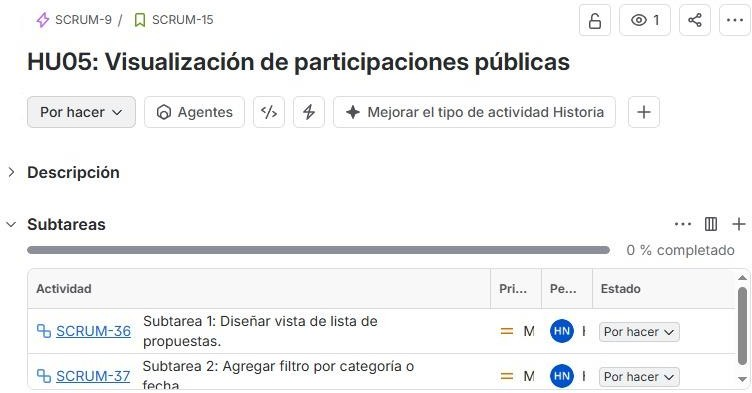 SCRUM-9 / SCRUM-15
1
HU05: Visualización de participaciones públicas
Por hacer
Agentes
Mejorar el tipo de actividad Historia
Descripción
Subtareas
0 % completado
Actividad Pri... Pe... Estado
SCRUM-36 Subtarea 1: Diseñar vista de lista de propuestas. M HN Por hacer
SCRUM-37 Subtarea 2: Agregar filtro por categoría o fecha M HN Por hacer